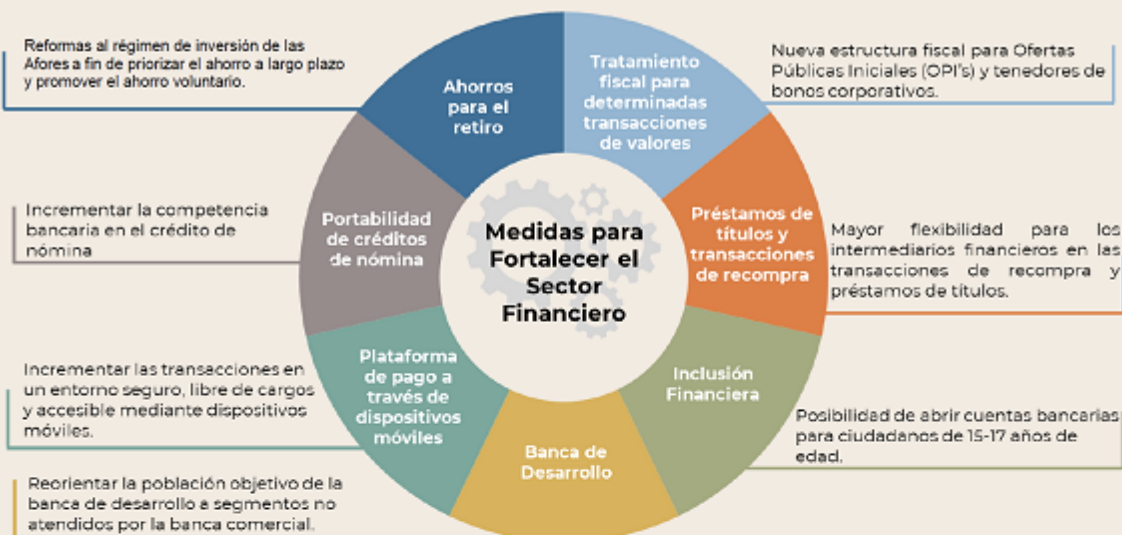 Reformas al régimen de inversión de las
Afores a fin de priorizar el ahorro a largo plazo
y promover el ahorro voluntario.
Ahorros
para el
retiro
Tratamiento
fiscal para
determinadas
transacciones
de valores
Nueva estructura fiscal para Ofertas
Públicas Iniciales (OPI's) y tenedores de
bonos corporativos.
Incrementar la competencia
bancaria en el crédito de
nómina
Portabilidad
de créditos
de nómina
Medidas para
Fortalecer el
Sector
Financiero
Préstamos de
títulos y
transacciones
de recompra
Mayor flexibilidad para los
intermediarios financieros en las
transacciones de recompra y
préstamos de títulos.
Incrementar las transacciones en
un entorno seguro, libre de cargos
y accesible mediante dispositivos
móviles.
Plataforma
de pago a
través de
dispositivos
móviles
Inclusión
Financiera
Posibilidad de abrir cuentas bancarias
para ciudadanos de 15-17 años de
edad.
Banca de
Desarrollo
Reorientar la población objetivo de la
banca de desarrollo a segmentos no
atendidos por la banca comercial.